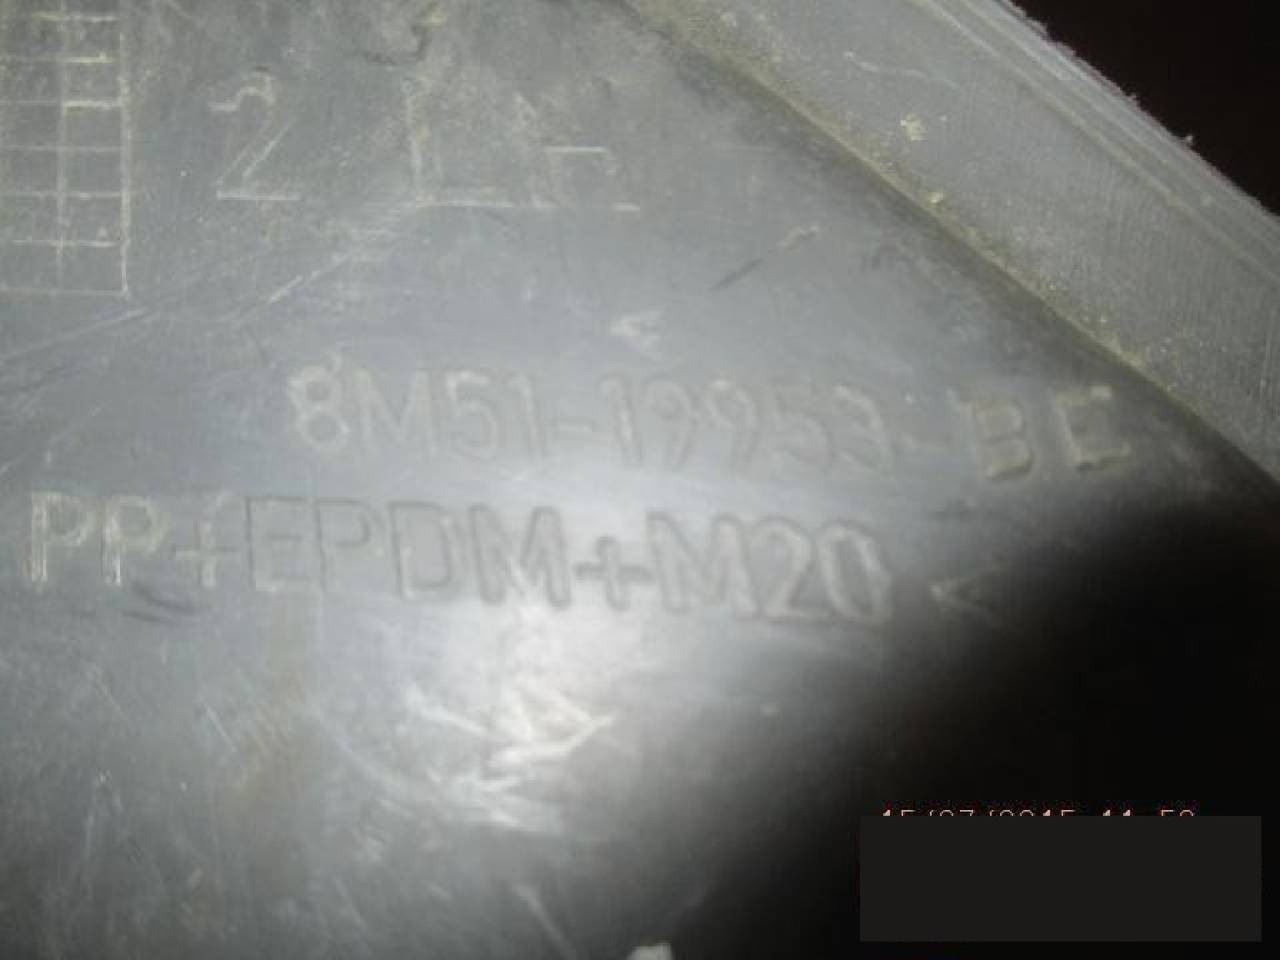 2 LH
A
8M51-19953-BE
PP+EPDM+M20 <